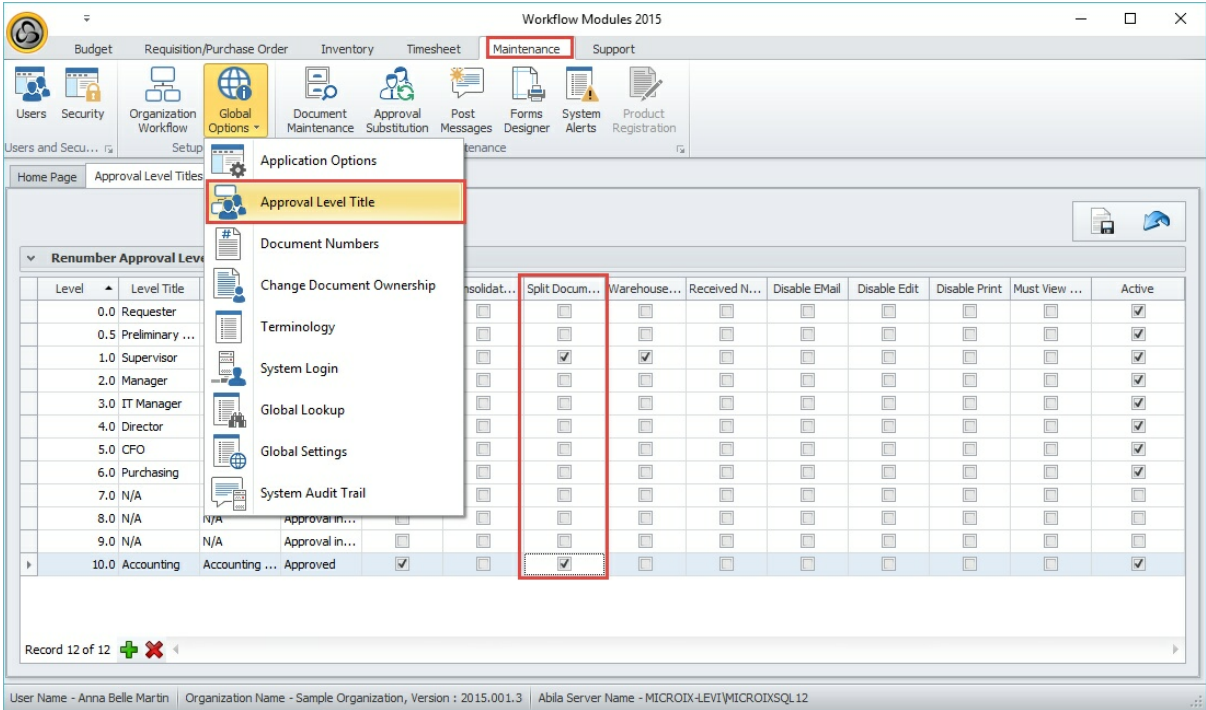 Workflow Modules 2015
Budget Requisition/Purchase Order Inventory Timesheet Maintenance Support
Users Security Organization Workflow Global Options Document Maintenance Approval Substitution Post Messages Forms Designer System Alerts Product Registration
Users and Secu... Setup tenance
Home Page Approval Level Titles
Application Options
Approval Level Title
Document Numbers
Change Document Ownership
Terminology
System Login
Global Lookup
Global Settings
System Audit Trail
Renumber Approval Leve
Level Level Title nsolidat... Split Docum... Warehouse... Received N... Disable EMail Disable Edit Disable Print Must View ... Active
0.0 Requester
0.5 Preliminary ...
1.0 Supervisor
2.0 Manager
3.0 IT Manager
4.0 Director
5.0 CFO
6.0 Purchasing
7.0 N/A
8.0 N/A N/A Approval in...
9.0 N/A N/A Approval in...
10.0 Accounting Accounting ... Approved
Record 12 of 12
User Name - Anna Belle Martin Organization Name - Sample Organization, Version : 2015.001.3 Abila Server Name - MICROIX-LEVI\MICROIXSQL12